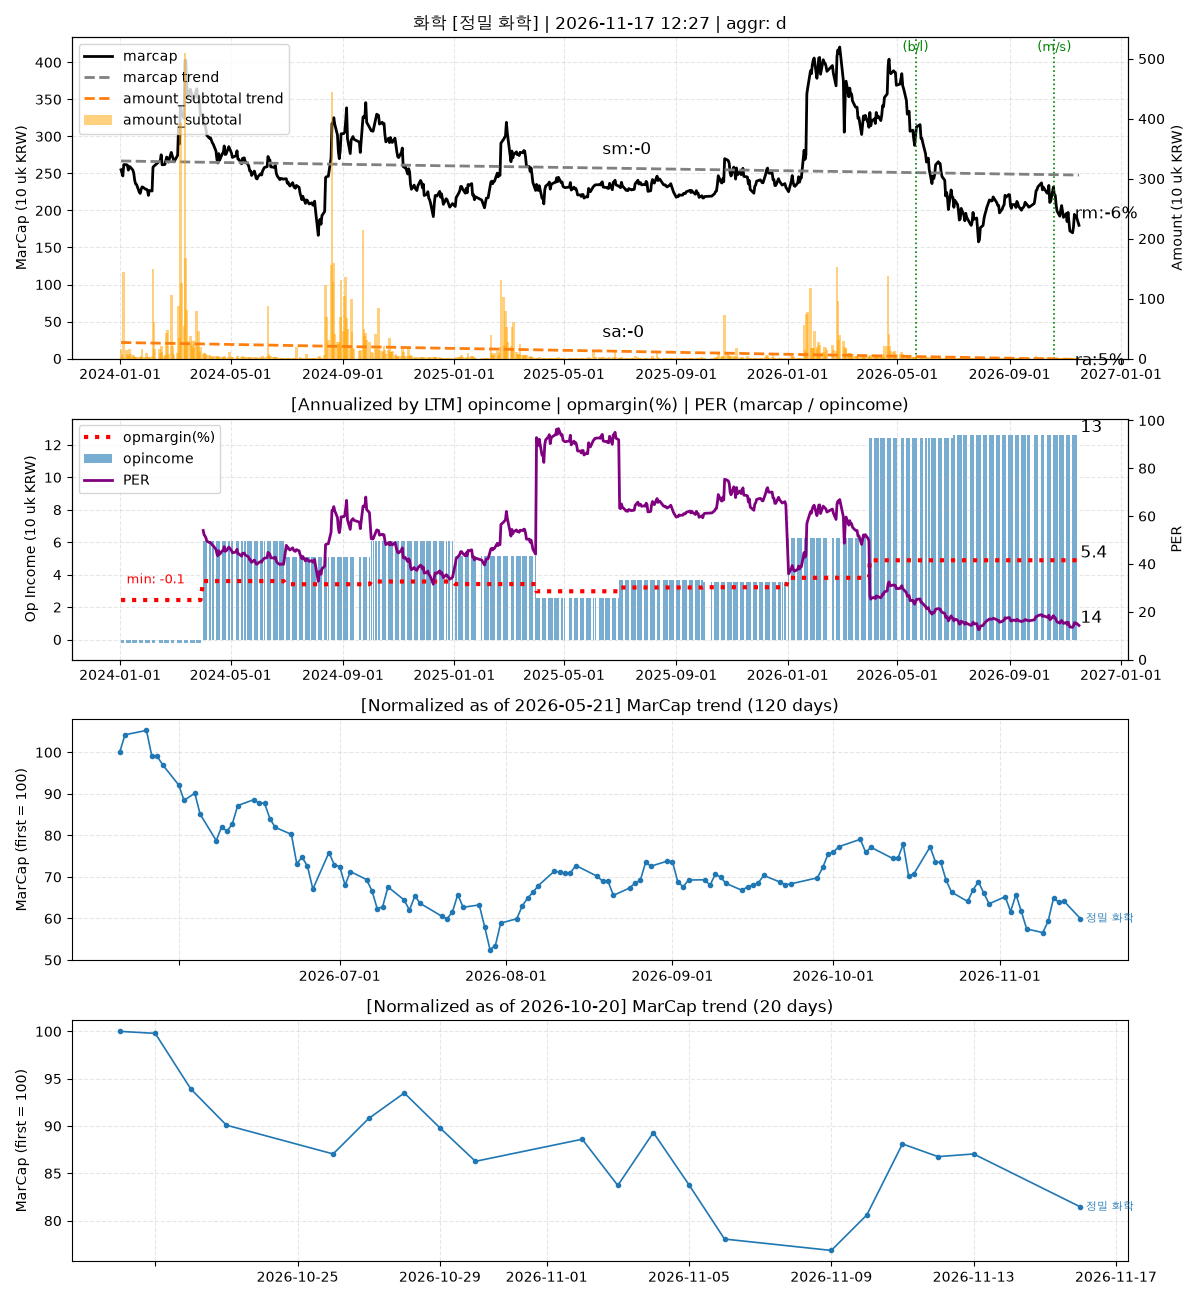 화학 [정밀 화학] | 2026-11-17 12:27 | aggr: d
MarCap (10 uk KRW)
Amount (10 uk KRW)
marcap
marcap trend
amount_subtotal trend
amount_subtotal
(b/l)
(m/s)
sm:-0
rm:-6%
sa:-0
ra:5%
400
350
300
250
200
150
100
50
0
500
400
300
200
100
0
2024-01-01 2024-05-01 2024-09-01 2025-01-01 2025-05-01 2025-09-01 2026-01-01 2026-05-01 2026-09-01 2027-01-01
[Annualized by LTM] opincome | opmargin(%) | PER (marcap / opincome)
Op Income (10 uk KRW)
PER
opmargin(%)
opincome
PER
min: -0.1
13
5.4
14
12
10
8
6
4
2
0
100
80
60
40
20
0
2024-01-01 2024-05-01 2024-09-01 2025-01-01 2025-05-01 2025-09-01 2026-01-01 2026-05-01 2026-09-01 2027-01-01
[Normalized as of 2026-05-21] MarCap trend (120 days)
MarCap (first = 100)
100
90
80
70
60
50
정밀 화학
2026-07-01 2026-08-01 2026-09-01 2026-10-01 2026-11-01
[Normalized as of 2026-10-20] MarCap trend (20 days)
MarCap (first = 100)
100
95
90
85
80
정밀 화학
2026-10-25 2026-10-29 2026-11-01 2026-11-05 2026-11-09 2026-11-13 2026-11-17